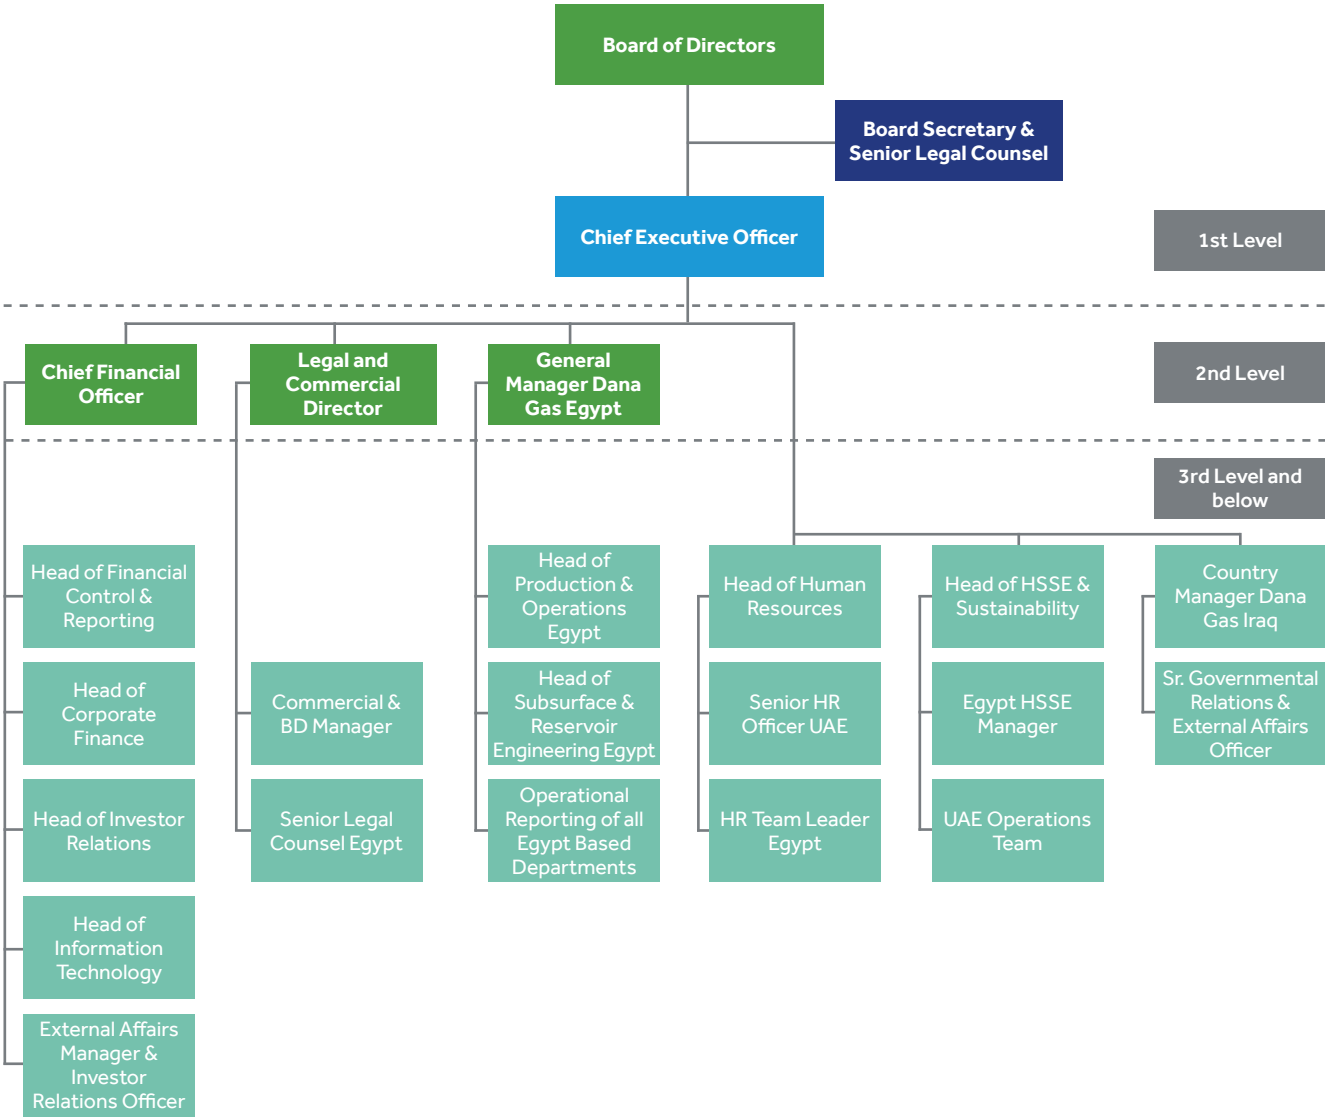 Board of Directors
Board Secretary &
Senior Legal Counsel
Chief Executive Officer
1st Level
Chief Financial
Officer
Legal and
Commercial
Director
General
Manager Dana
Gas Egypt
2nd Level
3rd Level and
below
Head of Financial
Control &
Reporting
Head of
Corporate
Finance
Head of Investor
Relations
Head of
Information
Technology
External Affairs
Manager &
Investor
Relations Officer
Commercial &
BD Manager
Senior Legal
Counsel Egypt
Head of
Production &
Operations
Egypt
Head of
Subsurface &
Reservoir
Engineering Egypt
Operational
Reporting of all
Egypt Based
Departments
Head of Human
Resources
Senior HR
Officer UAE
HR Team Leader
Egypt
Head of HSSE &
Sustainability
Egypt HSSE
Manager
UAE Operations
Team
Country
Manager Dana
Gas Iraq
Sr. Governmental
Relations &
External Affairs
Officer